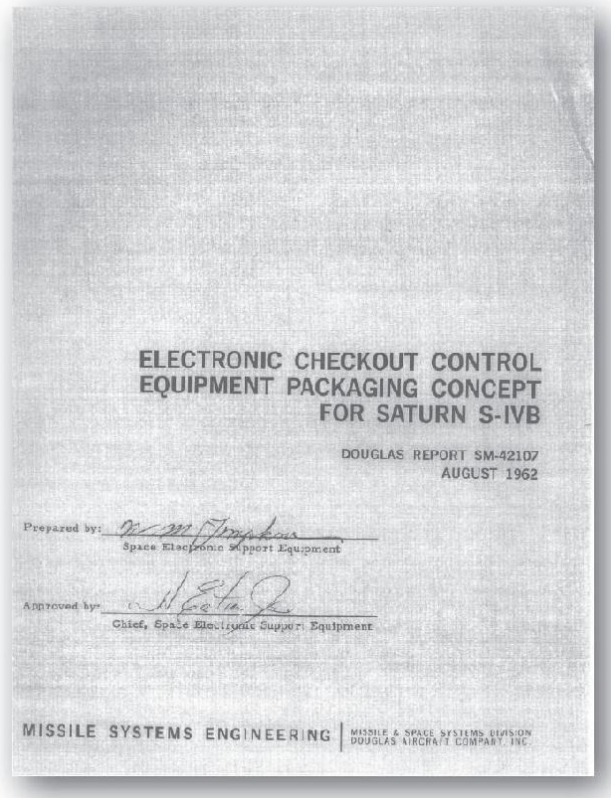 ELECTRONIC CHECKOUT CONTROL
EQUIPMENT PACKAGING CONCEPT
FOR SATURN S-IVB
DOUGLAS REPORT SM-42107
AUGUST 1962
Prepared by:
Space Electronic Support Equipment
Approved by:
Chief, Space Electronic Support Equipment
MISSILE SYSTEMS ENGINEERING
MISSILE & SPACE SYSTEMS DIVISION
DOUGLAS AIRCRAFT COMPANY, INC.